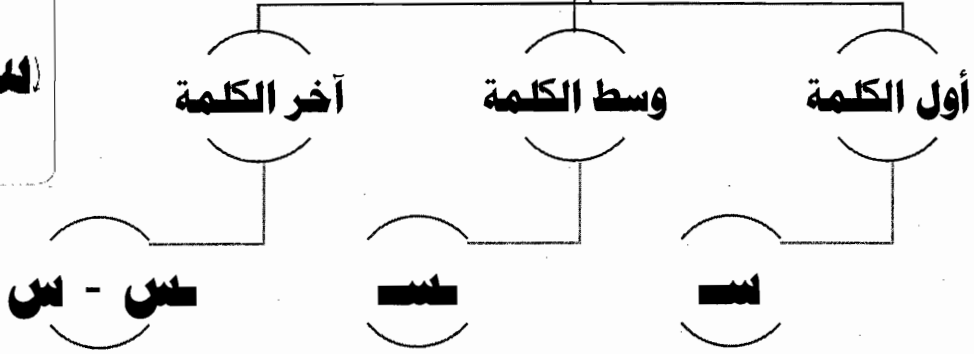 أول الكلمة وسط الكلمة آخر الكلمة
سـ ـسـ ـس - س